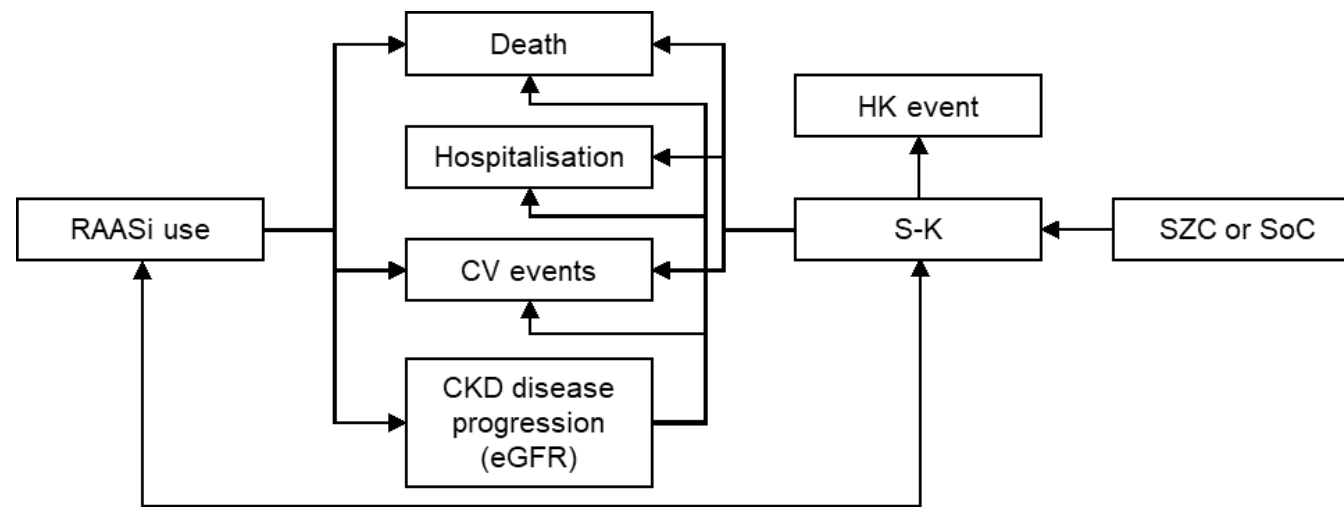 Death
HK event
Hospitalisation
RAASi use
S-K
SZC or SoC
CV events
CKD disease
progression
(eGFR)